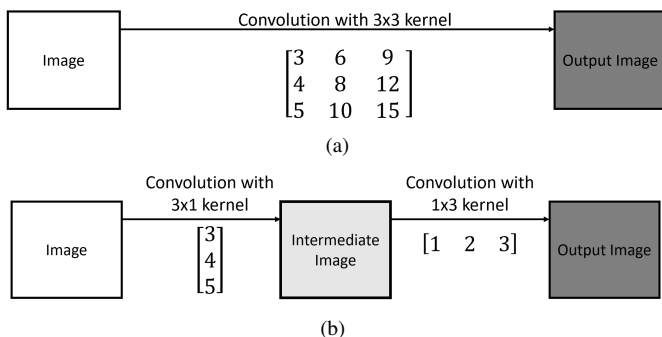 Convolution with 3x3 kernel
Image
3 6 9
4 8 12
5 10 15
Output Image
(a)
Convolution with
3x1 kernel
Convolution with
1x3 kernel
Image
3
4
5
Intermediate
Image
[1 2 3]
Output Image
(b)